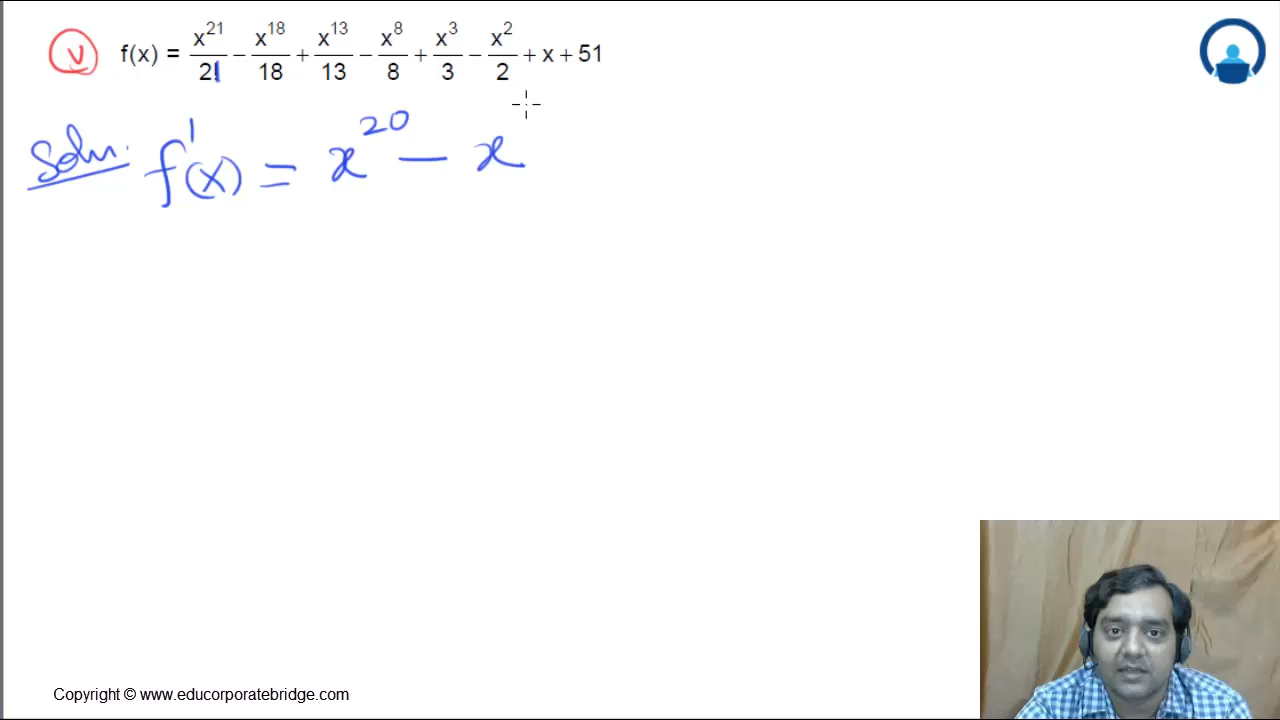 v f(x) = x^21/21 − x^18/18 + x^13/13 − x^8/8 + x^3/3 − x^2/2 + x + 51
Soln. f'(x) = x^20 − x
Copyright © www.educorporatebridge.com